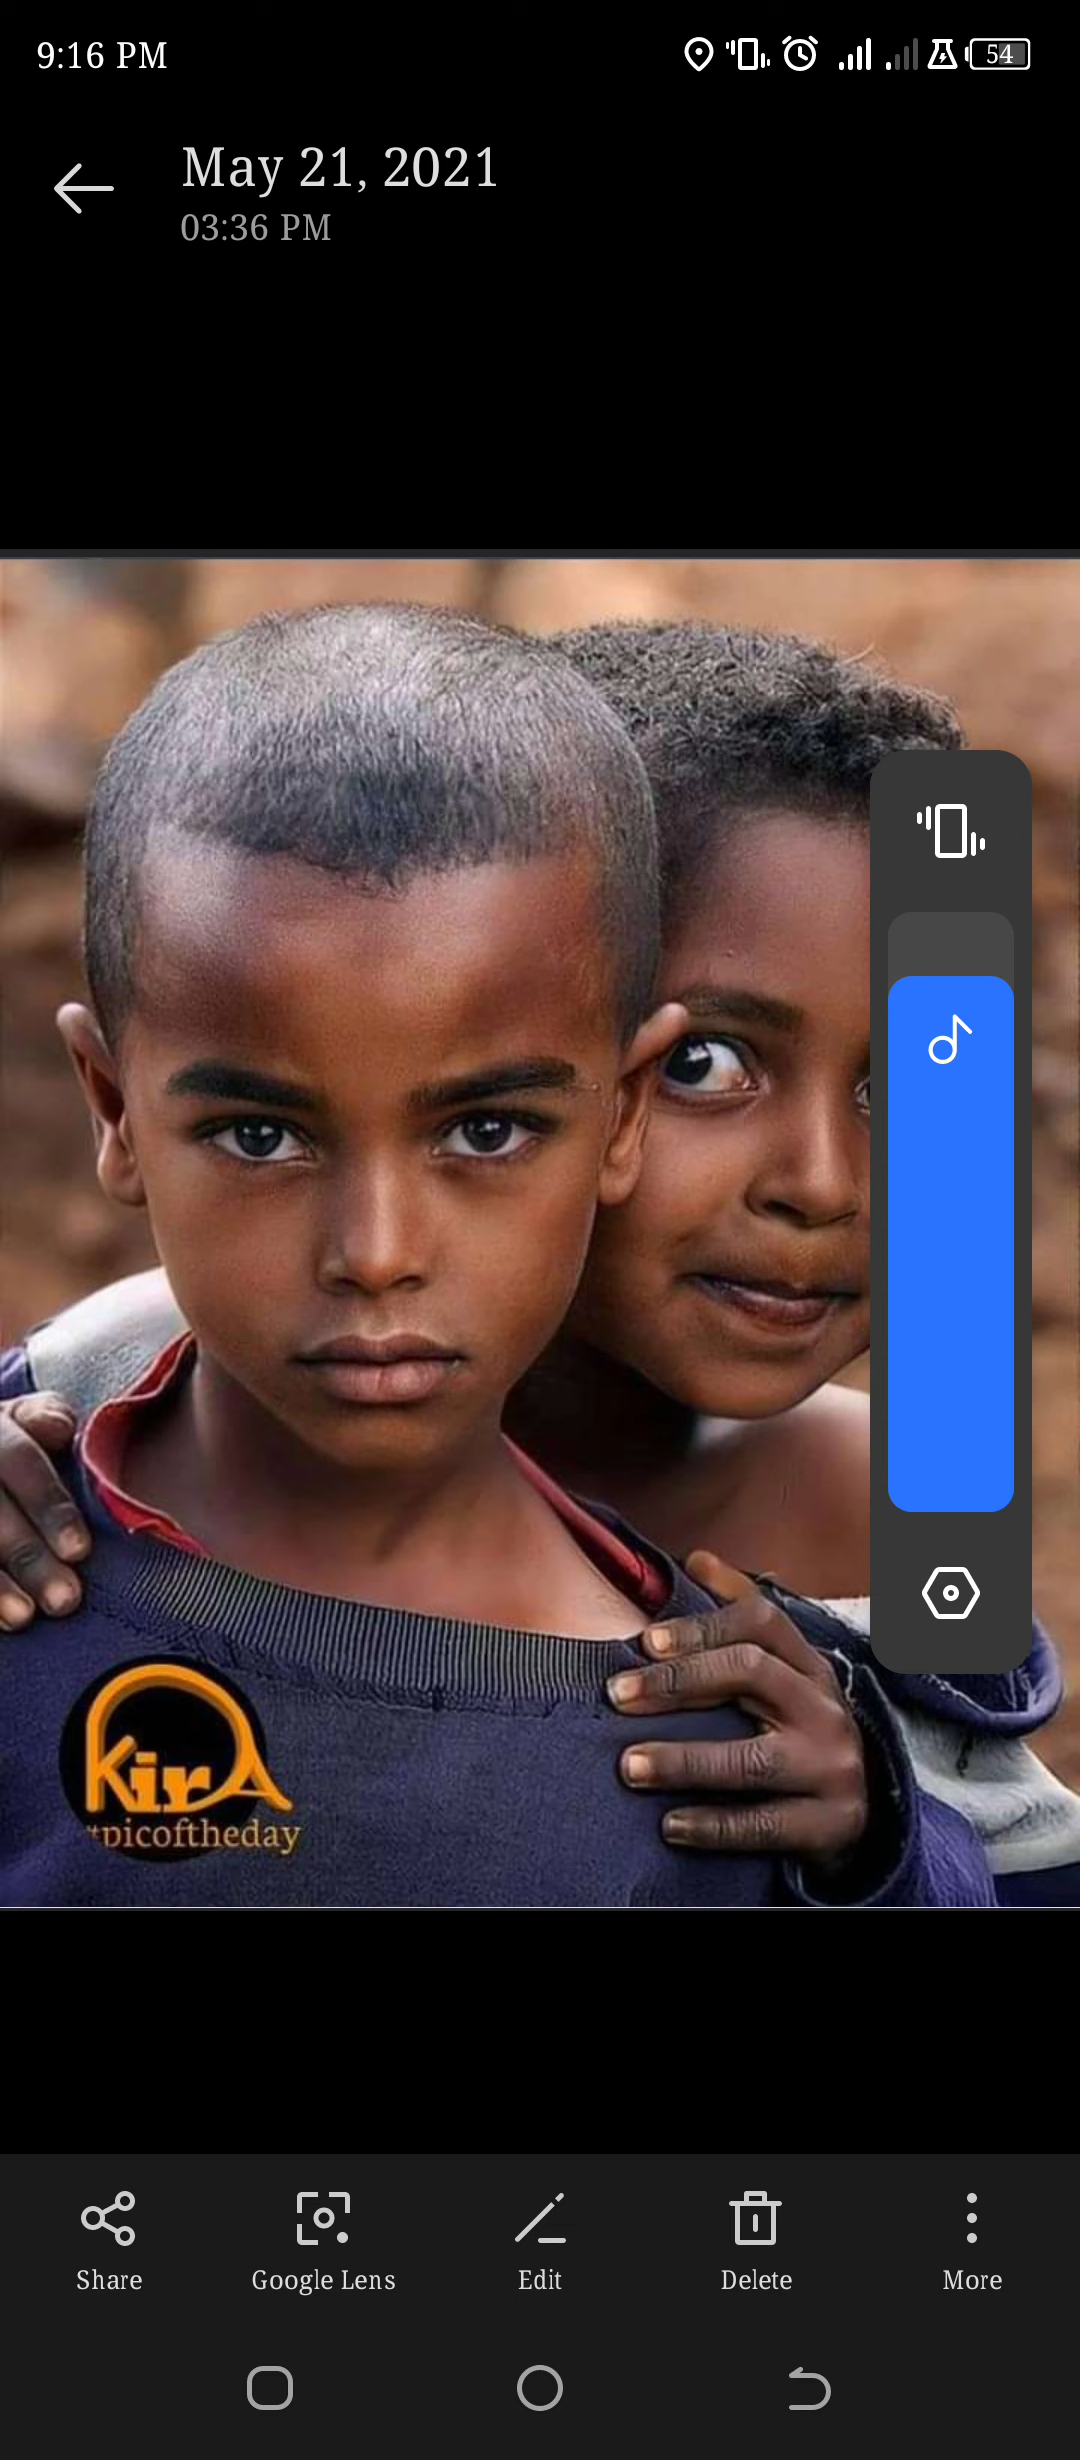 9:16 PM
54
May 21, 2021
03:36 PM
KirA
#picoftheday
Share
Google Lens
Edit
Delete
More